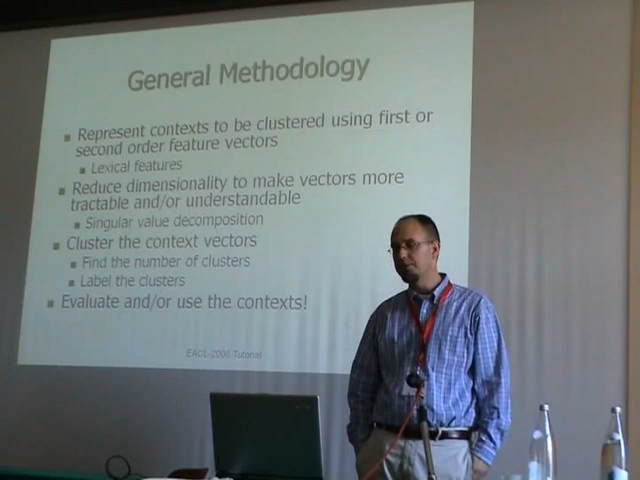 General Methodology
■ Represent contexts to be clustered using first or
second order feature vectors
■ Lexical features
■ Reduce dimensionality to make vectors more
tractable and/or understandable
■ Singular value decomposition
■ Cluster the context vectors
■ Find the number of clusters
■ Label the clusters
■ Evaluate and/or use the contexts!
EACL-2006 Tutorial